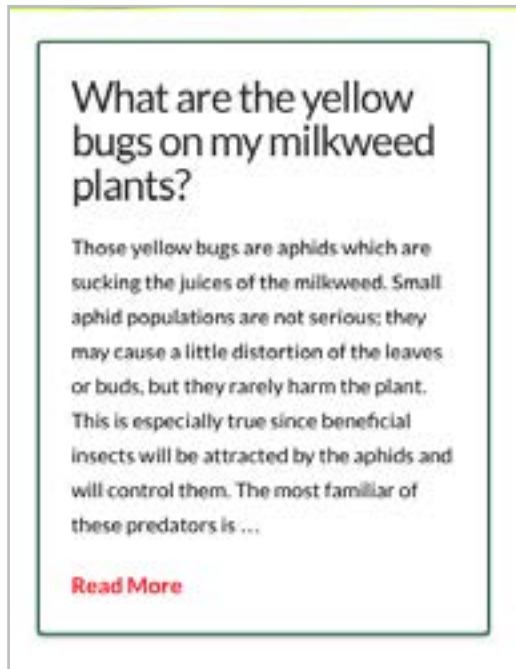 What are the yellow
bugs on my milkweed
plants?
Those yellow bugs are aphids which are
sucking the juices of the milkweed. Small
aphid populations are not serious; they
may cause a little distortion of the leaves
or buds, but they rarely harm the plant.
This is especially true since beneficial
insects will be attracted by the aphids and
will control them. The most familiar of
these predators is ...
Read More